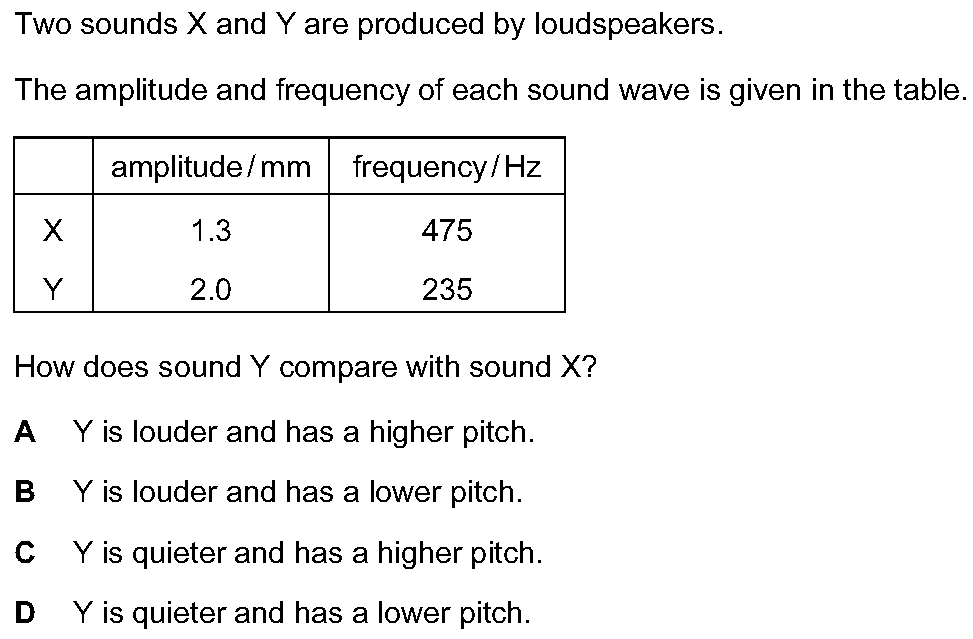 Two sounds X and Y are produced by loudspeakers.
The amplitude and frequency of each sound wave is given in the table.
amplitude / mm frequency / Hz
X 1.3 475
Y 2.0 235
How does sound Y compare with sound X?
A Y is louder and has a higher pitch.
B Y is louder and has a lower pitch.
C Y is quieter and has a higher pitch.
D Y is quieter and has a lower pitch.